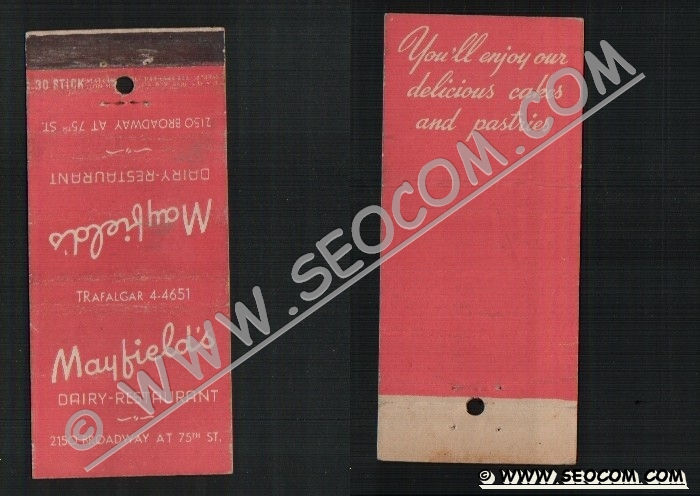 30 STICK
2150 BROADWAY AT 75TH ST.
DAIRY-RESTAURANT
Mayfield's
TRAFALGAR 4-4651
Mayfield's
DAIRY-RESTAURANT
2150 BROADWAY AT 75TH ST.
You'll enjoy our
delicious cakes
and pastries
© WWW.SEOCOM.COM
© WWW.SEOCOM.COM